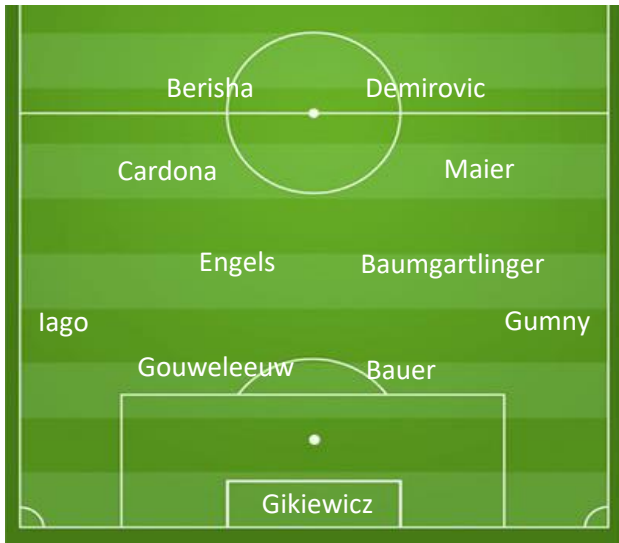 Berisha Demirovic
Cardona Maier
Engels Baumgartlinger
Iago Gumny
Gouweleeuw Bauer
Gikiewicz